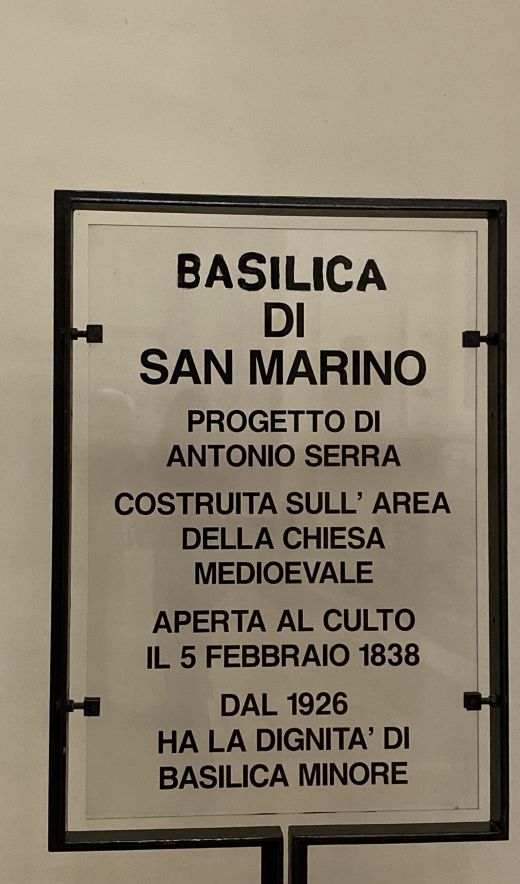 BASILICA
DI
SAN MARINO
PROGETTO DI
ANTONIO SERRA
COSTRUITA SULL' AREA
DELLA CHIESA
MEDIOEVALE
APERTA AL CULTO
IL 5 FEBBRAIO 1838
DAL 1926
HA LA DIGNITA' DI
BASILICA MINORE